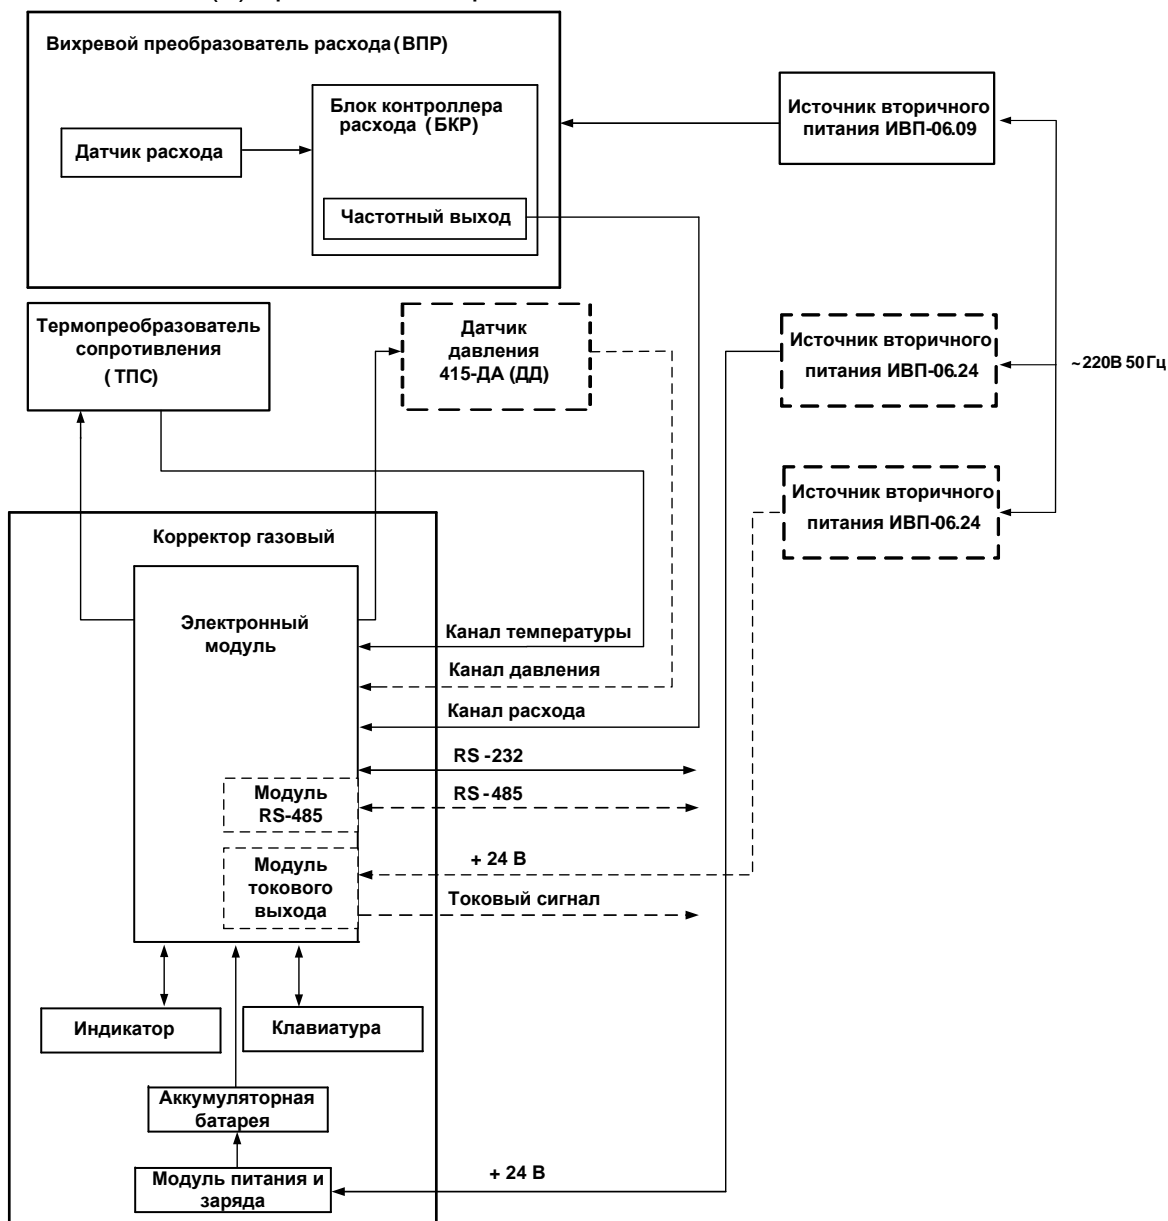 Вихревой преобразователь расхода (ВПР)
Блок контроллера
расхода (БКР)
Датчик расхода
Частотный выход
Источник вторичного
питания ИВП-06.09
Термопреобразователь
сопротивления
( ТПС)
Датчик
давления
415-ДА (ДД)
Источник вторичного
питания ИВП-06.24
~220В 50 Гц
Источник вторичного
питания ИВП-06.24
Корректор газовый
Электронный
модуль
Канал температуры
Канал давления
Канал расхода
RS -232
RS - 485
Модуль
RS-485
+ 24 В
Модуль
токового
выхода
Токовый сигнал
Индикатор
Клавиатура
Аккумуляторная
батарея
Модуль питания и
заряда
+ 24 В